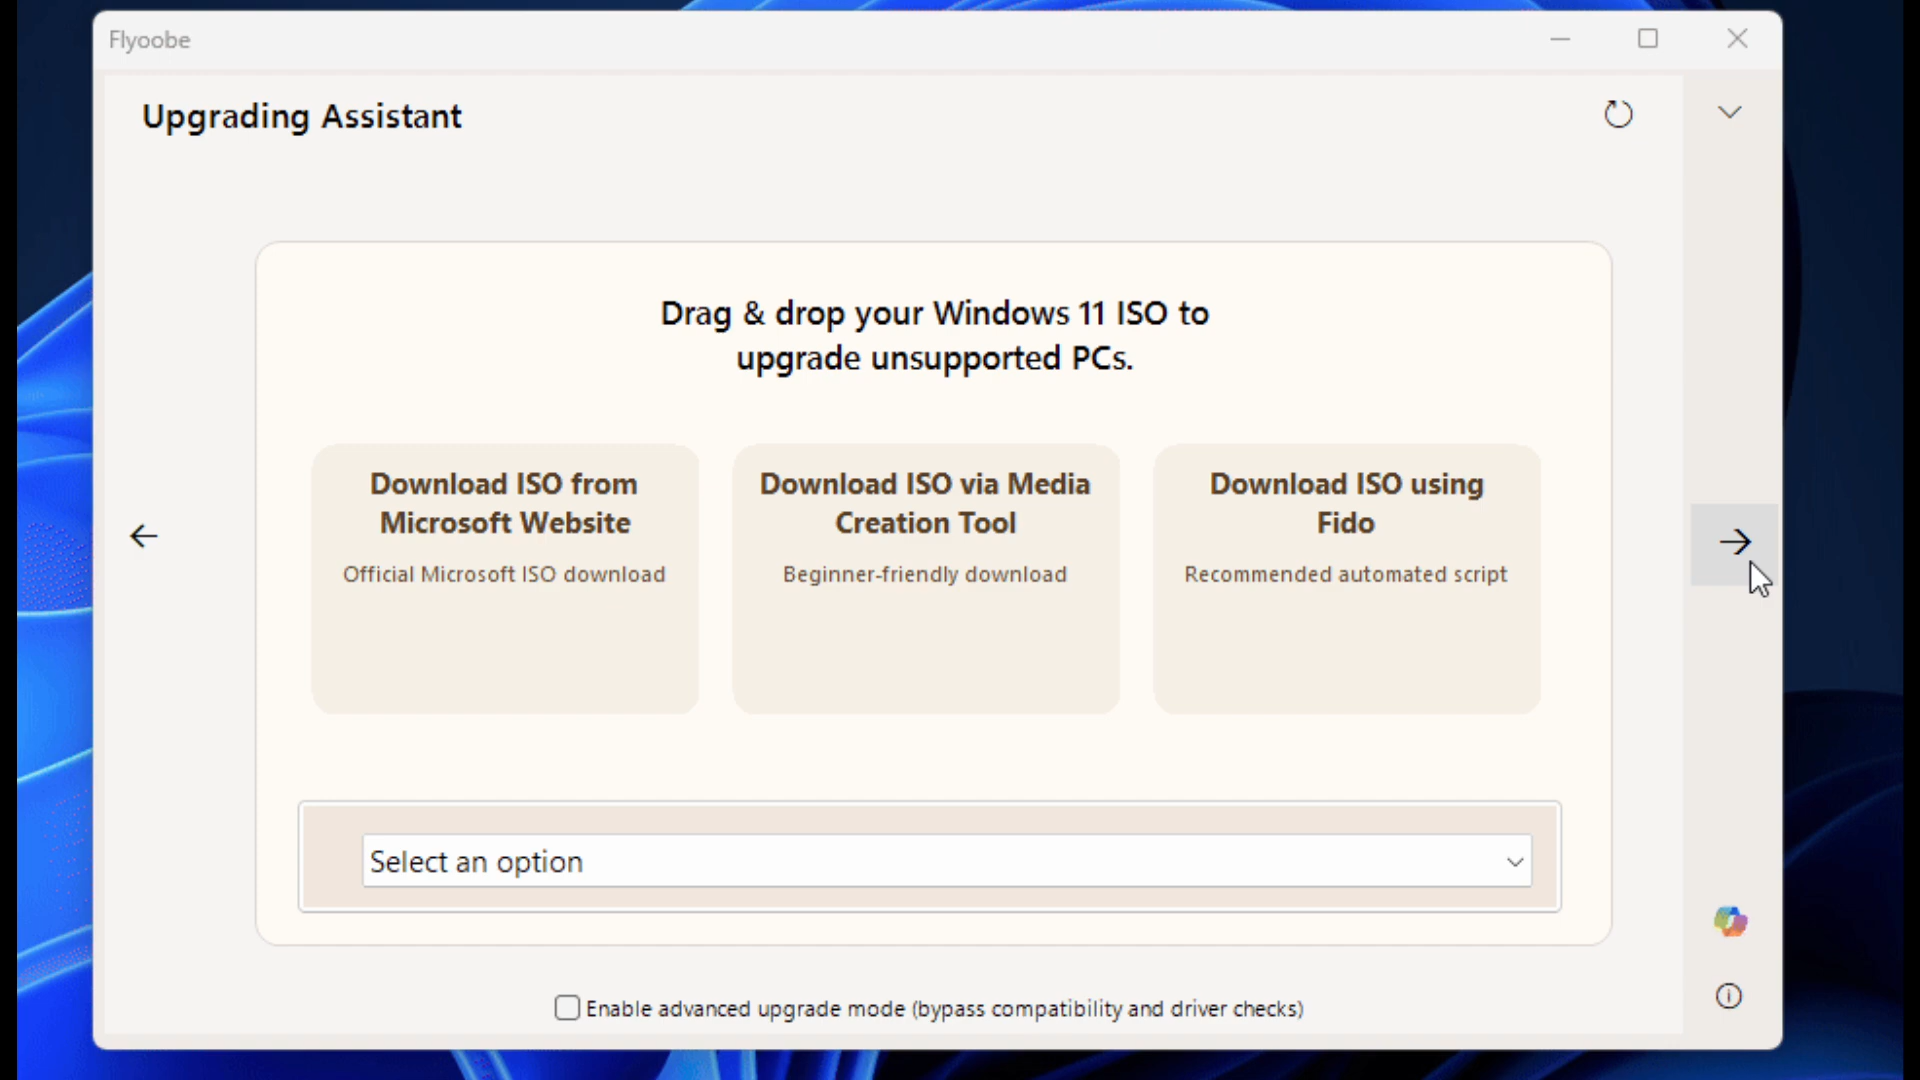 Flyoobe
Upgrading Assistant
Drag & drop your Windows 11 ISO to
upgrade unsupported PCs.
Download ISO from
Microsoft Website
Official Microsoft ISO download
Download ISO via Media
Creation Tool
Beginner-friendly download
Download ISO using
Fido
Recommended automated script
Select an option
Enable advanced upgrade mode (bypass compatibility and driver checks)